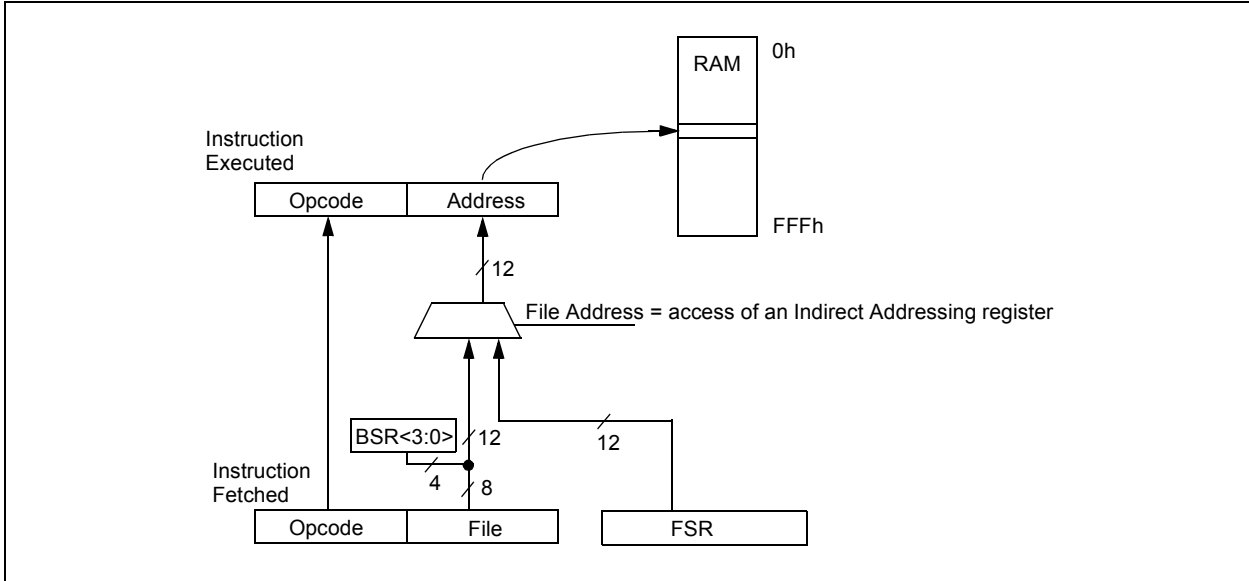 RAM
0h
Instruction
Executed
Opcode
Address
FFFh
12
File Address = access of an Indirect Addressing register
BSR<3:0>
12
12
4
8
Instruction
Fetched
Opcode
File
FSR